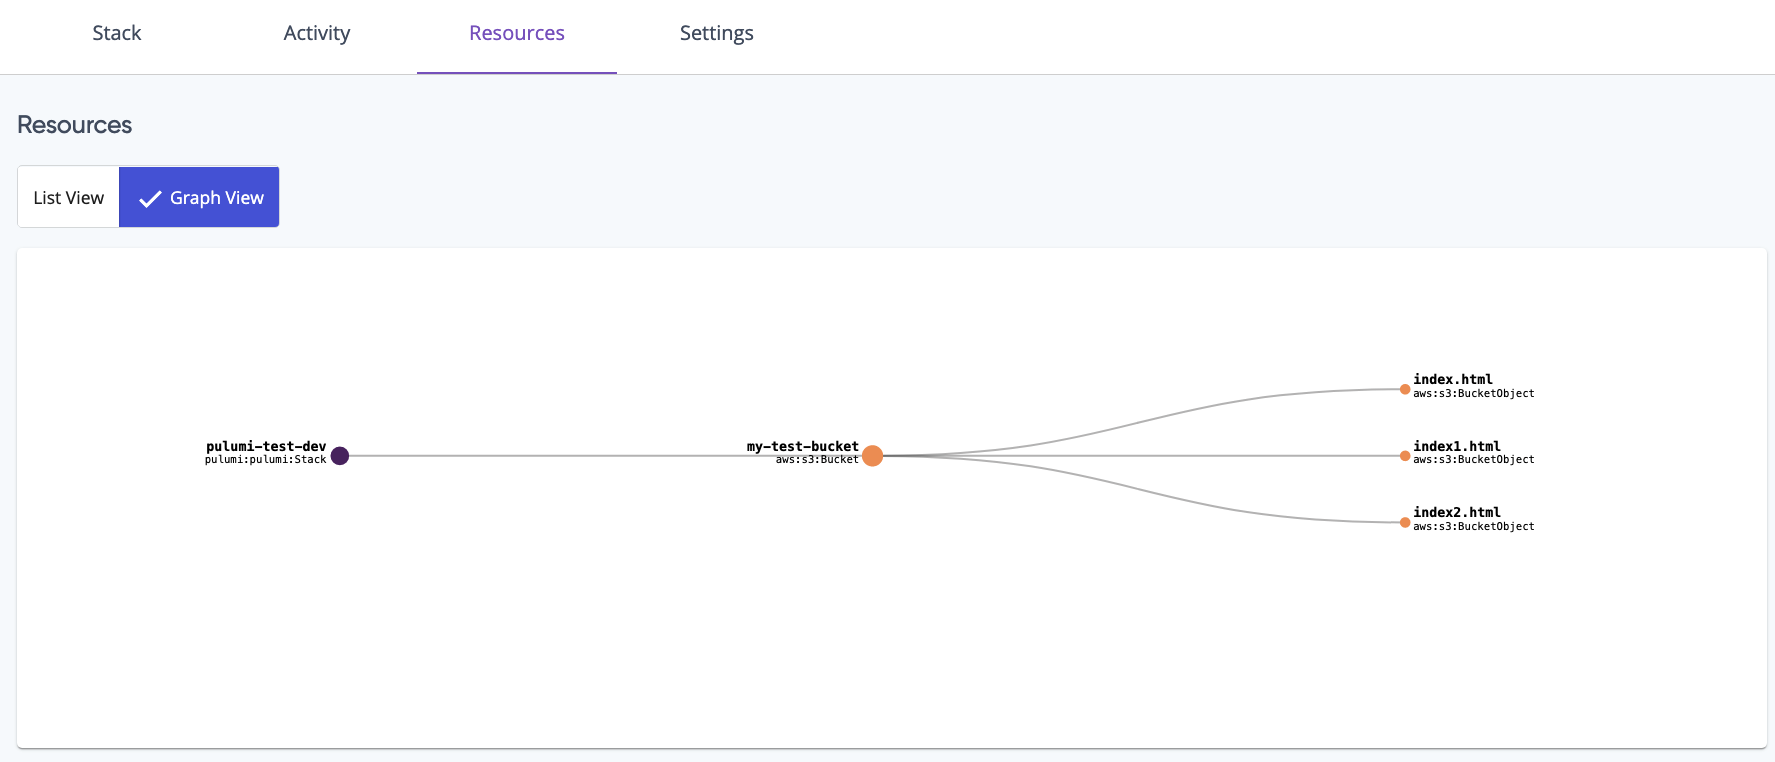 Stack
Activity
Resources
Settings
Resources
List View
Graph View
pulumi-test-dev
pulumi:pulumi:Stack
my-test-bucket
aws:s3:Bucket
index.html
aws:s3:BucketObject
index1.html
aws:s3:BucketObject
index2.html
aws:s3:BucketObject